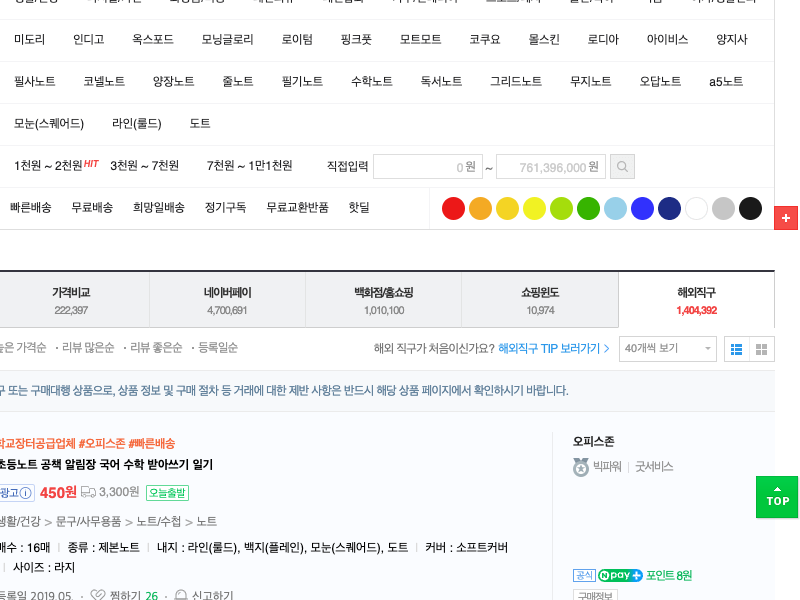 미도리 인디고 옥스포드 모닝글로리 로이텀 핑크풋 모트모트 코쿠요 몰스킨 로디아 아이비스 양지사
필사노트 코넬노트 양장노트 줄노트 필기노트 수학노트 독서노트 그리드노트 무지노트 오답노트 a5노트
모눈(스퀘어드) 라인(룰드) 도트
1천원 ~ 2천원 HIT 3천원 ~ 7천원 7천원 ~ 1만1천원 직접입력 0 원 ~ 761,396,000 원
빠른배송 무료배송 희망일배송 정기구독 무료교환반품 핫딜
+
가격비교 네이버페이 백화점/홈쇼핑 쇼핑윈도 해외직구
222,397 4,700,691 1,010,100 10,974 1,404,392
높은 가격순 · 리뷰 많은순 · 리뷰 좋은순 · 등록일순 해외 직구가 처음이신가요? 해외직구 TIP 보러가기 > 40개씩 보기
구 또는 구매대행 상품으로, 상품 정보 및 구매 절차 등 거래에 대한 제반 사항은 반드시 해당 상품 페이지에서 확인하시기 바랍니다.
학교장터공급업체 #오피스존 #빠른배송
초등노트 공책 알림장 국어 수학 받아쓰기 일기
광고 450원 3,300원 오늘출발
생활/건강 > 문구/사무용품 > 노트/수첩 > 노트
매수 : 16매 | 종류 : 제본노트 | 내지 : 라인(룰드), 백지(플레인), 모눈(스퀘어드), 도트 | 커버 : 소프트커버
| 사이즈 : 라지
등록일 2019.05. · 찜하기 26 · 신고하기
오피스존
빅파워 | 굿서비스
공식 N pay+ 포인트 8원
구매정보
TOP